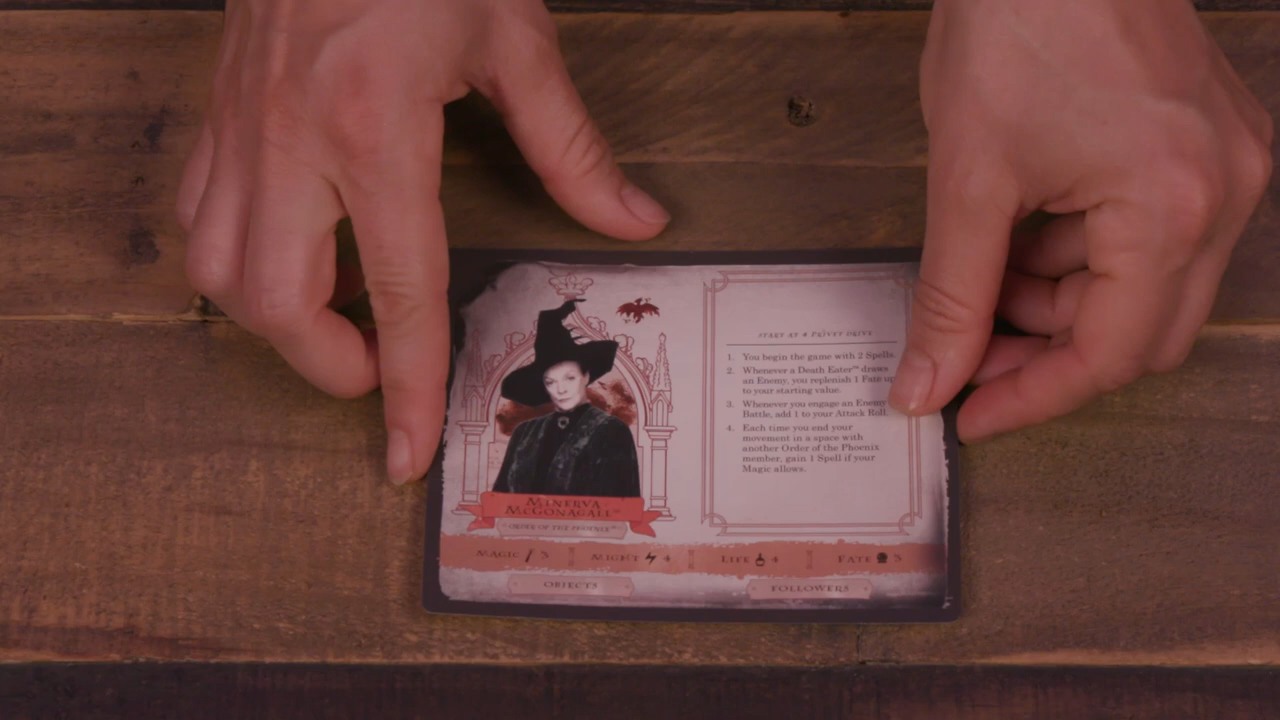 START AT 4 PRIVET DRIVE
1. You begin the game with 2 Spells.
2. Whenever a Death Eater™ draws
an Enemy, you replenish 1 Fate up
to your starting value.
3. Whenever you engage an Enemy
Battle, add 1 to your Attack Roll.
4. Each time you end your
movement in a space with
another Order of the Phoenix
member, gain 1 Spell if your
Magic allows.
MINERVA
McGONAGALL™
ORDER OF THE PHOENIX™
MAGIC 3 MIGHT 4 LIFE 4 FATE 3
OBJECTS FOLLOWERS